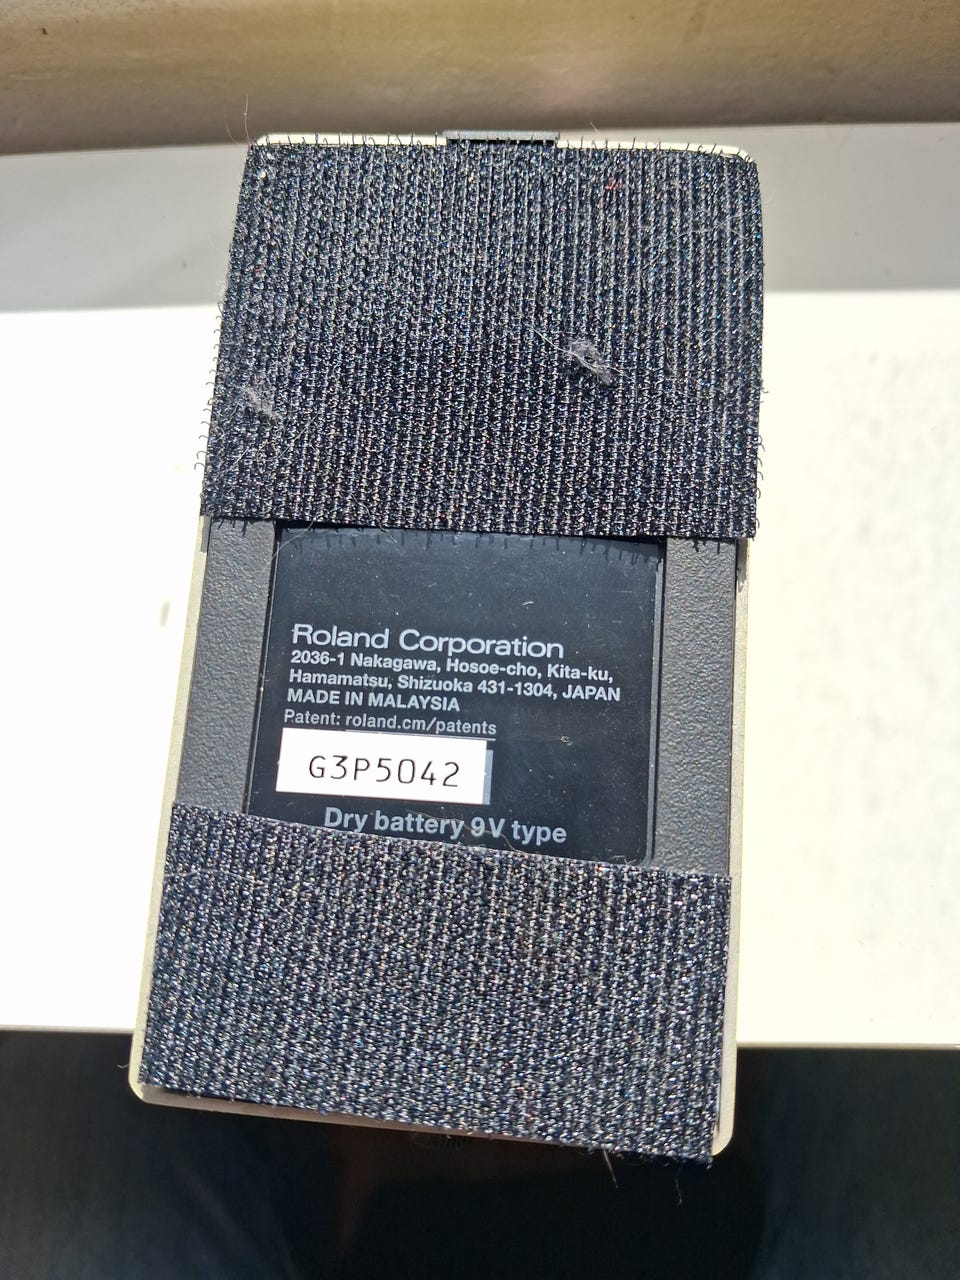 Roland Corporation
2036-1 Nakagawa, Hosoe-cho, Kita-ku,
Hamamatsu, Shizuoka 431-1304, JAPAN
MADE IN MALAYSIA
Patent: roland.cm/patents
G3P5042
Dry battery 9V type